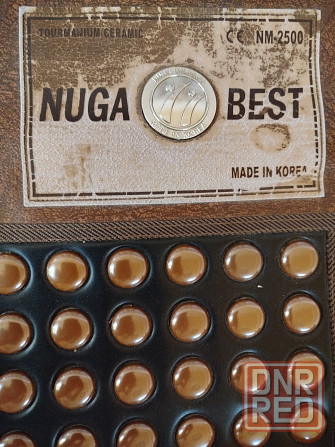 TOURMANIUM CERAMIC
CE NM-2500
NUGA BEST
MADE IN KOREA
DNR
RED